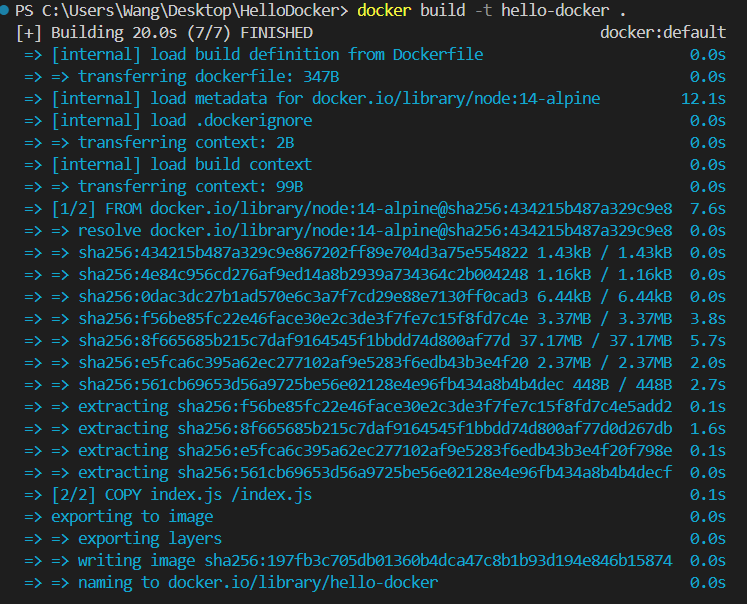 PS C:\Users\Wang\Desktop\HelloDocker> docker build -t hello-docker .
[+] Building 20.0s (7/7) FINISHED docker:default
=> [internal] load build definition from Dockerfile 0.0s
=> => transferring dockerfile: 347B 0.0s
=> [internal] load metadata for docker.io/library/node:14-alpine 12.1s
=> [internal] load .dockerignore 0.0s
=> => transferring context: 2B 0.0s
=> [internal] load build context 0.0s
=> => transferring context: 99B 0.0s
=> [1/2] FROM docker.io/library/node:14-alpine@sha256:434215b487a329c9e8 7.6s
=> => resolve docker.io/library/node:14-alpine@sha256:434215b487a329c9e8 0.0s
=> => sha256:434215b487a329c9e867202ff89e704d3a75e554822 1.43kB / 1.43kB 0.0s
=> => sha256:4e84c956cd276af9ed14a8b2939a734364c2b004248 1.16kB / 1.16kB 0.0s
=> => sha256:0dac3dc27b1ad570e6c3a7f7cd29e88e7130ff0cad3 6.44kB / 6.44kB 0.0s
=> => sha256:f56be85fc22e46face30e2c3de3f7fe7c15f8fd7c4e 3.37MB / 3.37MB 3.8s
=> => sha256:8f665685b215c7daf9164545f1bbdd74d800af77d 37.17MB / 37.17MB 5.7s
=> => sha256:e5fca6c395a62ec277102af9e5283f6edb43b3e4f20 2.37MB / 2.37MB 2.0s
=> => sha256:561cb69653d56a9725be56e02128e4e96fb434a8b4b4dec 448B / 448B 2.7s
=> => extracting sha256:f56be85fc22e46face30e2c3de3f7fe7c15f8fd7c4e5add2 0.1s
=> => extracting sha256:8f665685b215c7daf9164545f1bbdd74d800af77d0d267db 1.6s
=> => extracting sha256:e5fca6c395a62ec277102af9e5283f6edb43b3e4f20f798e 0.1s
=> => extracting sha256:561cb69653d56a9725be56e02128e4e96fb434a8b4b4decf 0.0s
=> [2/2] COPY index.js /index.js 0.1s
=> exporting to image 0.0s
=> => exporting layers 0.0s
=> => writing image sha256:197fb3c705db01360b4dca47c8b1b93d194e846b15874 0.0s
=> => naming to docker.io/library/hello-docker 0.0s